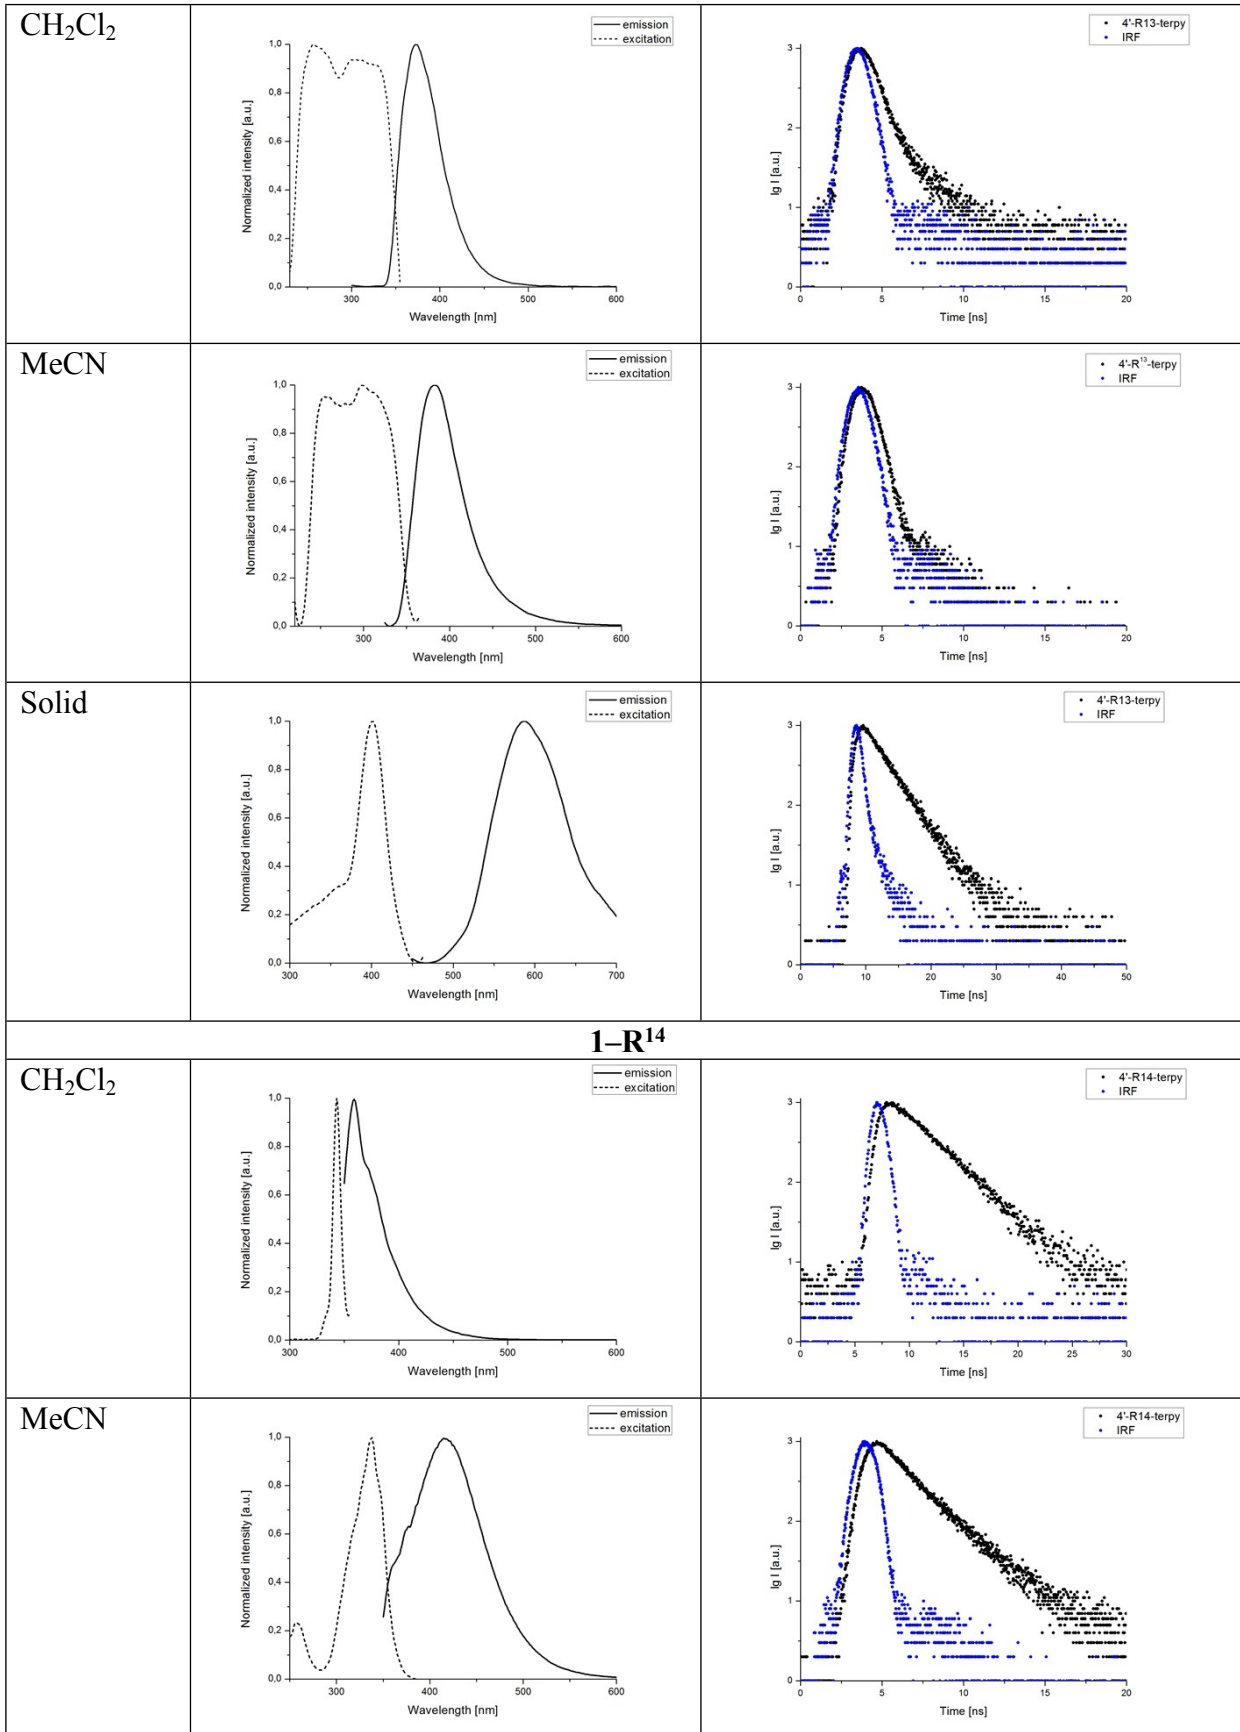 CH₂Cl₂
emission
excitation
1,0
0,8
0,6
0,4
0,2
0,0
Normalized intensity [a.u.]
300 400 500 600
Wavelength [nm]
4'-R13-terpy
IRF
3
2
1
0
lg I [a.u.]
0 5 10 15 20
Time [ns]
MeCN
emission
excitation
1,0
0,8
0,6
0,4
0,2
0,0
Normalized intensity [a.u.]
300 400 500 600
Wavelength [nm]
4'-R¹³-terpy
IRF
3
2
1
0
lg I [a.u.]
0 5 10 15 20
Time [ns]
Solid
emission
excitation
1,0
0,8
0,6
0,4
0,2
0,0
Normalized intensity [a.u.]
300 400 500 600 700
Wavelength [nm]
4'-R13-terpy
IRF
3
2
1
0
lg I [a.u.]
0 10 20 30 40 50
Time [ns]
1–R¹⁴
CH₂Cl₂
emission
excitation
1,0
0,8
0,6
0,4
0,2
0,0
Normalized intensity [a.u.]
300 400 500 600
Wavelength [nm]
4'-R14-terpy
IRF
3
2
1
0
lg I [a.u.]
0 5 10 15 20 25 30
Time [ns]
MeCN
emission
excitation
1,0
0,8
0,6
0,4
0,2
0,0
Normalized intensity [a.u.]
300 400 500 600
Wavelength [nm]
4'-R14-terpy
IRF
3
2
1
0
lg I [a.u.]
0 5 10 15 20
Time [ns]